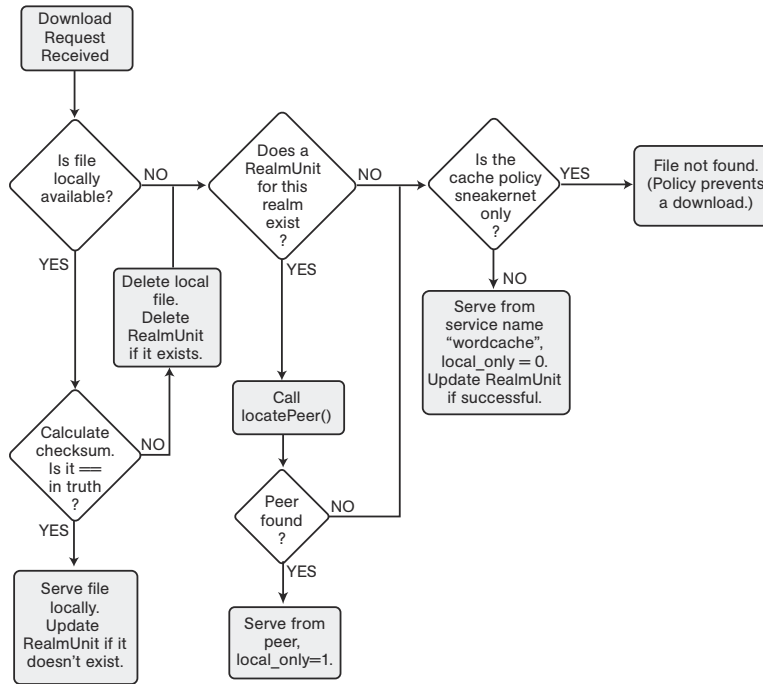 Download
Request
Received
Is file
locally
available?
NO
YES
Does a
RealmUnit
for this
realm
exist
?
NO
YES
Is the
cache policy
sneakernet
only
?
YES
NO
File not found.
(Policy prevents
a download.)
Delete local
file.
Delete
RealmUnit
if it exists.
Serve from
service name
“wordcache”,
local_only = 0.
Update RealmUnit
if successful.
Call
locatePeer()
Calculate
checksum.
Is it ==
in truth
?
NO
YES
Peer
found
?
NO
YES
Serve file
locally.
Update
RealmUnit if it
doesn’t exist.
Serve from
peer,
local_only=1.